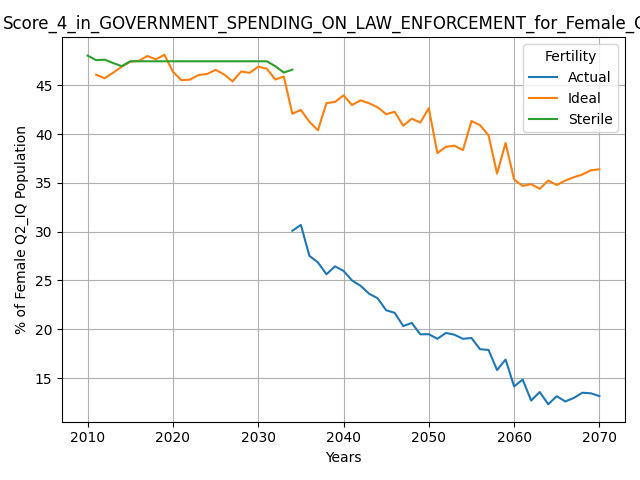 Score_4_in_GOVERNMENT_SPENDING_ON_LAW_ENFORCEMENT_for_Female_
Fertility
Actual
Ideal
Sterile
% of Female Q2_IQ Population
45
40
35
30
25
20
15
2010 2020 2030 2040 2050 2060 2070
Years